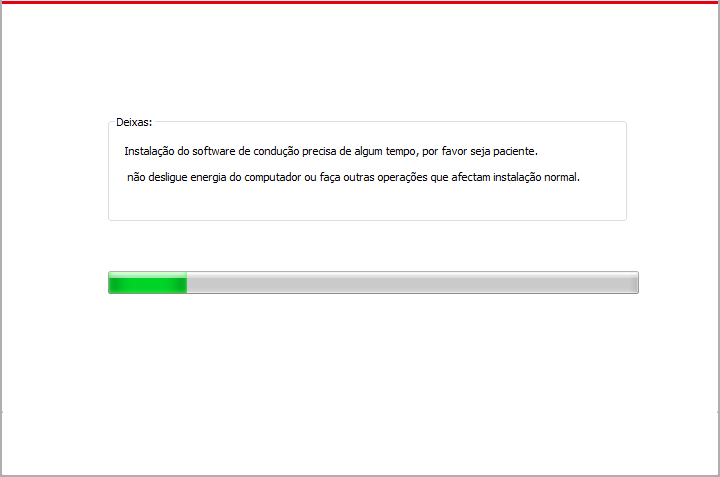 Deixas:
Instalação do software de condução precisa de algum tempo, por favor seja paciente.
não desligue energia do computador ou faça outras operações que afectam instalação normal.